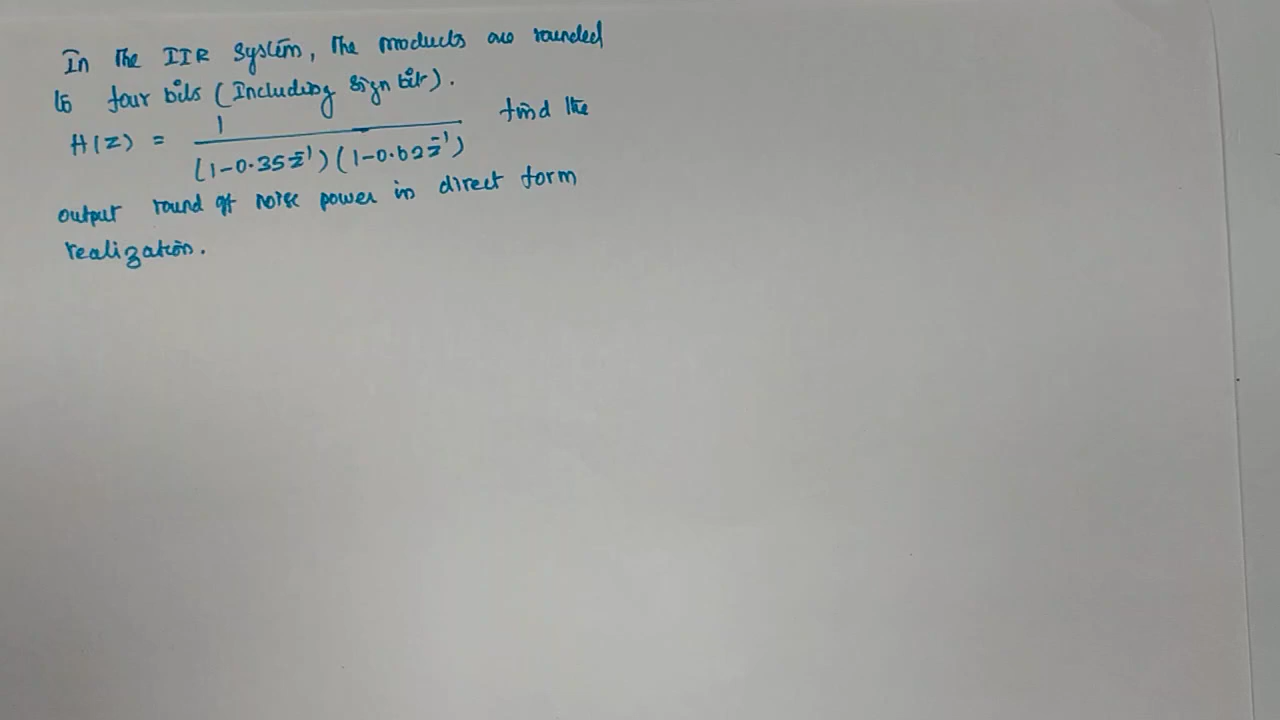 In the IIR System, The products are rounded
to four bits (Including sign bit).
H(z) = 1 / (1-0.35z⁻¹)(1-0.62z⁻¹) find the
output round off noise power in direct form
realization.